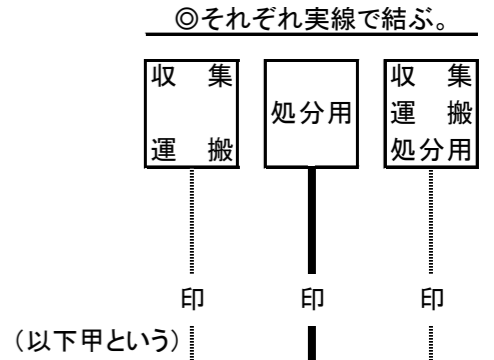 ◎それぞれ実線で結ぶ。
収　集
運　搬
処分用
収　集
運　搬
処分用
印　印　印
（以下甲という）